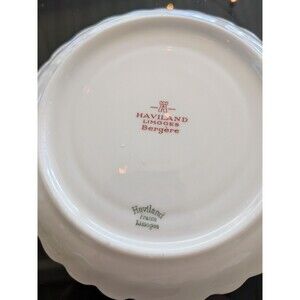 H
HAVILAND
LIMOGES
Bergère
Haviland
France
Limoges